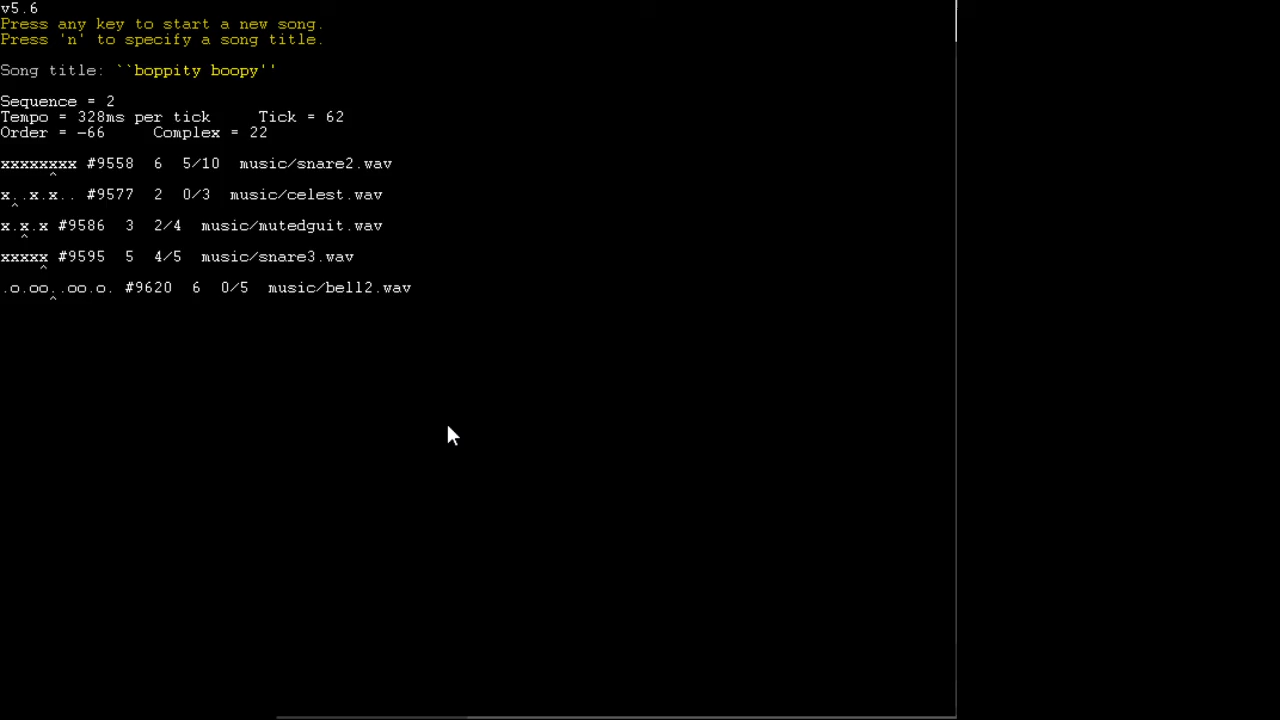 v5.6
Press any key to start a new song.
Press 'n' to specify a song title.
Song title: ``boppity boopy''
Sequence = 2
Tempo = 328ms per tick     Tick = 62
Order = -66     Complex = 22
xxxxxxxx #9558  6  5/10  music/snare2.wav
^
x..x.x.. #9577  2  0/3  music/celest.wav
^
x.x.x #9586  3  2/4  music/mutedguit.wav
^
xxxxx #9595  5  4/5  music/snare3.wav
^
.o.oo..oo.o. #9620  6  0/5  music/bell2.wav
^